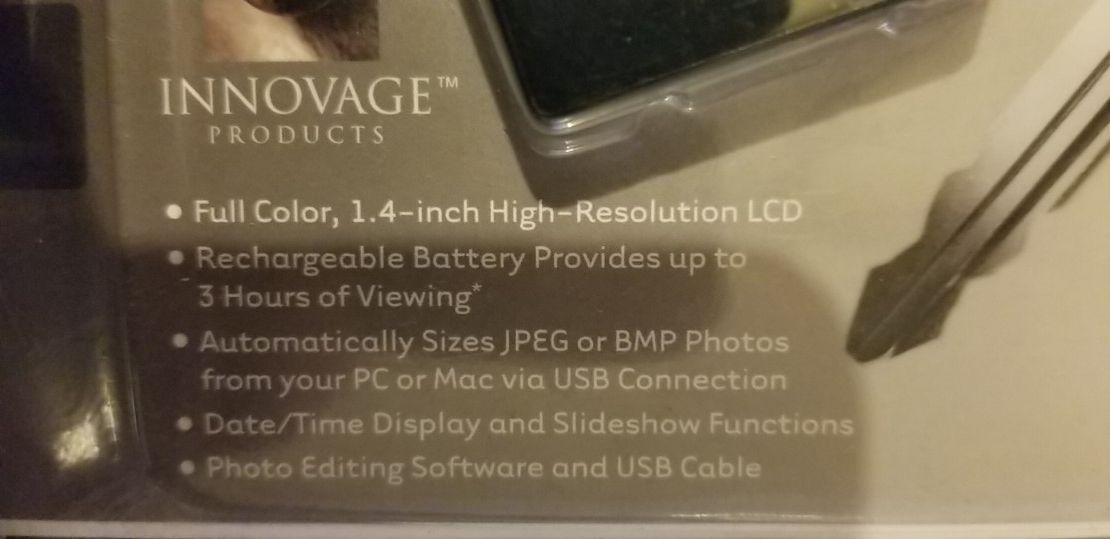 INNOVAGE™
PRODUCTS
• Full Color, 1.4-inch High-Resolution LCD
• Rechargeable Battery Provides up to
3 Hours of Viewing*
• Automatically Sizes JPEG or BMP Photos
from your PC or Mac via USB Connection
• Date/Time Display and Slideshow Functions
• Photo Editing Software and USB Cable